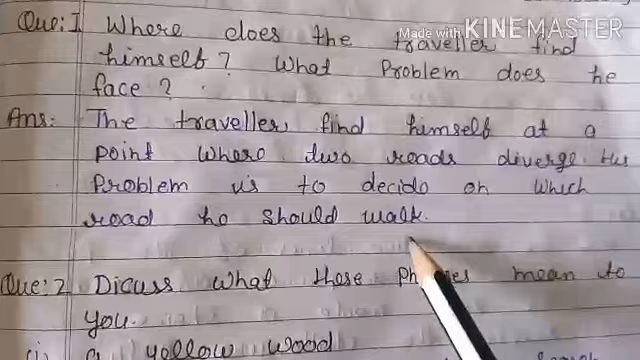 Made with KINEMASTER
Que:1 Where does the traveller find
himself? What Problem does he
face?
Ans: The traveller find himself at a
point where two roads diverge. His
Problem is to decide on which
road he should walk.
Que:2 Dicuss what these mean to
you.
(i) a yellow wood